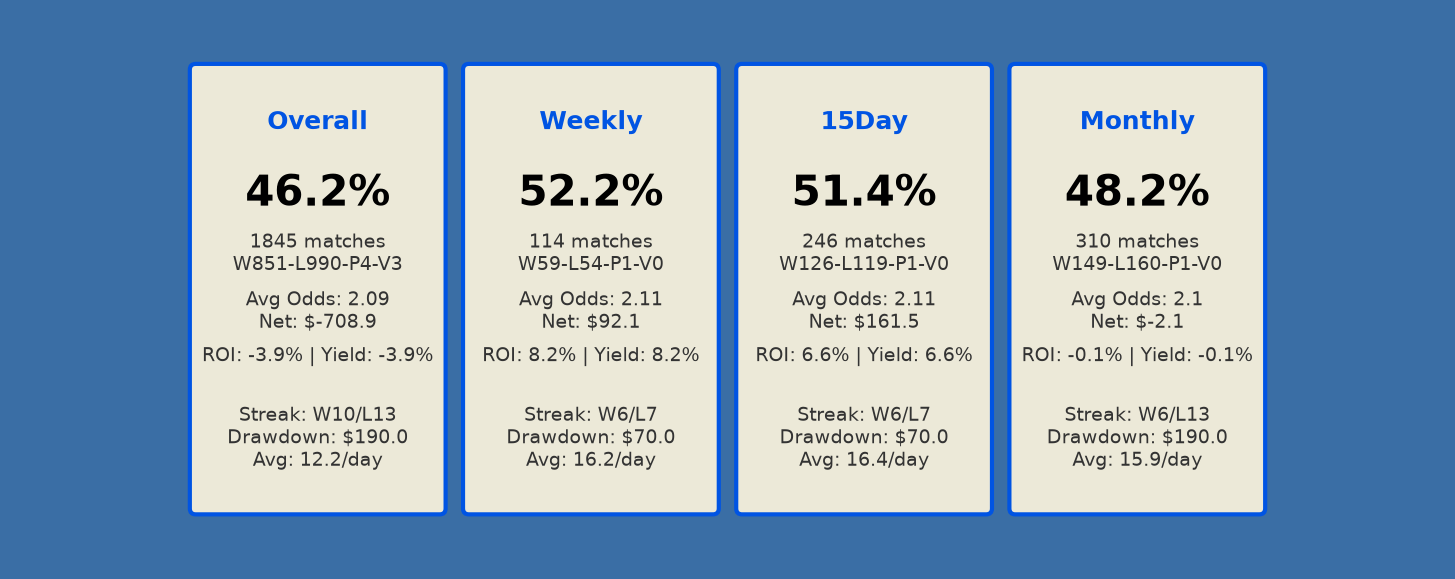 Overall
46.2%
1845 matches
W851-L990-P4-V3
Avg Odds: 2.09
Net: $-708.9
ROI: -3.9% | Yield: -3.9%
Streak: W10/L13
Drawdown: $190.0
Avg: 12.2/day
Weekly
52.2%
114 matches
W59-L54-P1-V0
Avg Odds: 2.11
Net: $92.1
ROI: 8.2% | Yield: 8.2%
Streak: W6/L7
Drawdown: $70.0
Avg: 16.2/day
15Day
51.4%
246 matches
W126-L119-P1-V0
Avg Odds: 2.11
Net: $161.5
ROI: 6.6% | Yield: 6.6%
Streak: W6/L7
Drawdown: $70.0
Avg: 16.4/day
Monthly
48.2%
310 matches
W149-L160-P1-V0
Avg Odds: 2.1
Net: $-2.1
ROI: -0.1% | Yield: -0.1%
Streak: W6/L13
Drawdown: $190.0
Avg: 15.9/day